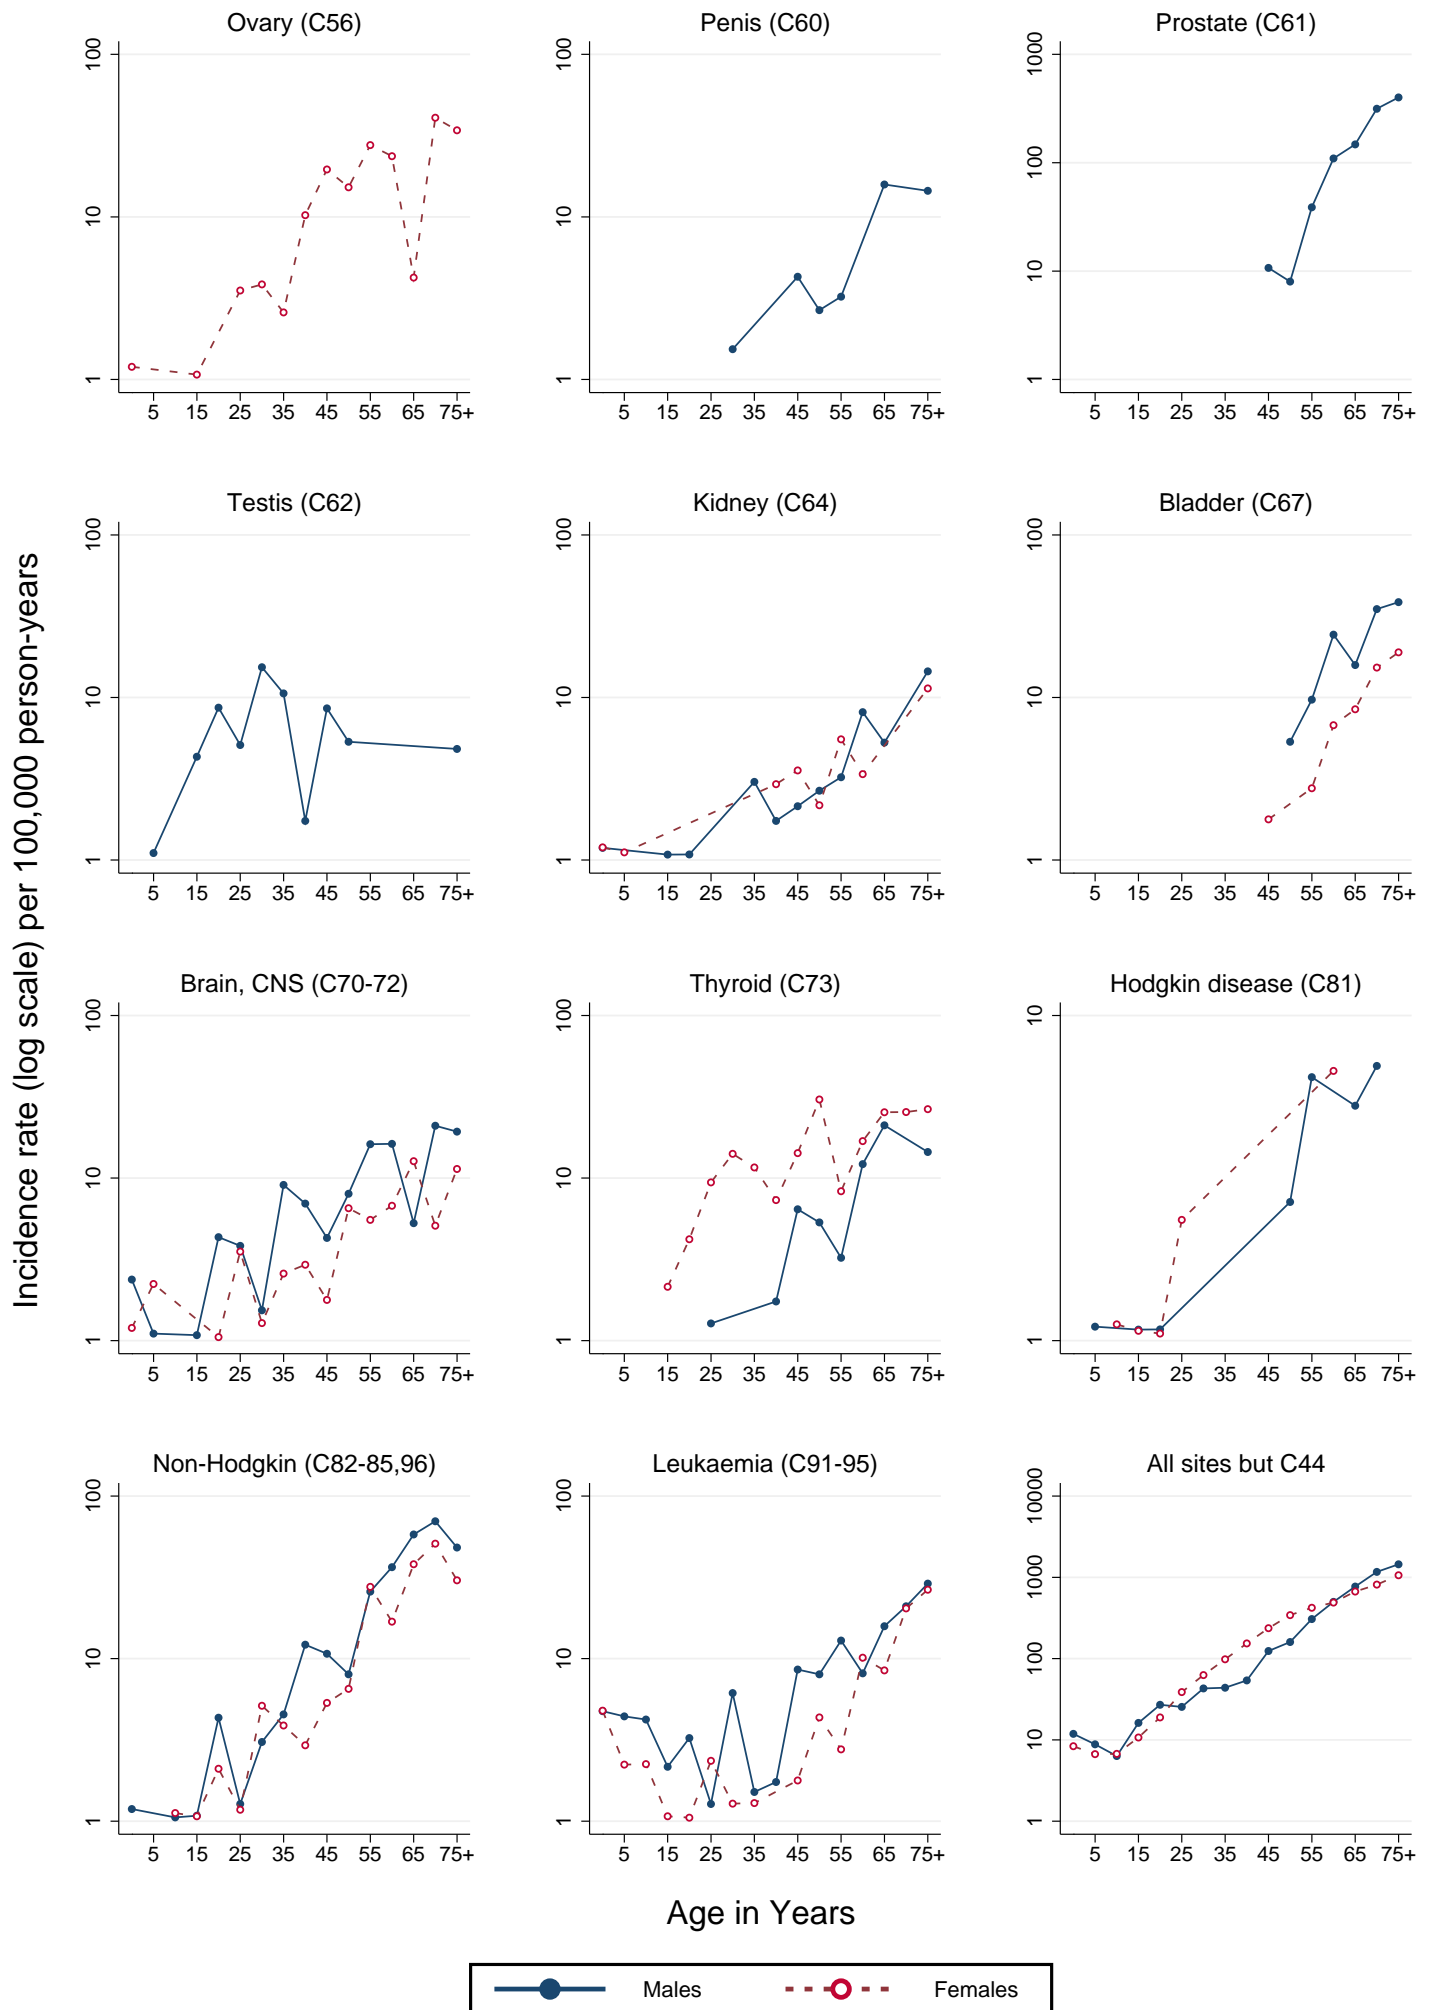 Ovary (C56)
Penis (C60)
Prostate (C61)
100
10
1
5 15 25 35 45 55 65 75+
100
10
1
5 15 25 35 45 55 65 75+
1000
100
10
1
5 15 25 35 45 55 65 75+
Testis (C62)
Kidney (C64)
Bladder (C67)
100
10
1
5 15 25 35 45 55 65 75+
100
10
1
5 15 25 35 45 55 65 75+
100
10
1
5 15 25 35 45 55 65 75+
Incidence rate (log scale) per 100,000 person-years
Brain, CNS (C70-72)
Thyroid (C73)
Hodgkin disease (C81)
100
10
1
5 15 25 35 45 55 65 75+
100
10
1
5 15 25 35 45 55 65 75+
10
1
5 15 25 35 45 55 65 75+
Non-Hodgkin (C82-85,96)
Leukaemia (C91-95)
All sites but C44
100
10
1
5 15 25 35 45 55 65 75+
100
10
1
5 15 25 35 45 55 65 75+
10000
1000
100
10
1
5 15 25 35 45 55 65 75+
Age in Years
Males
Females